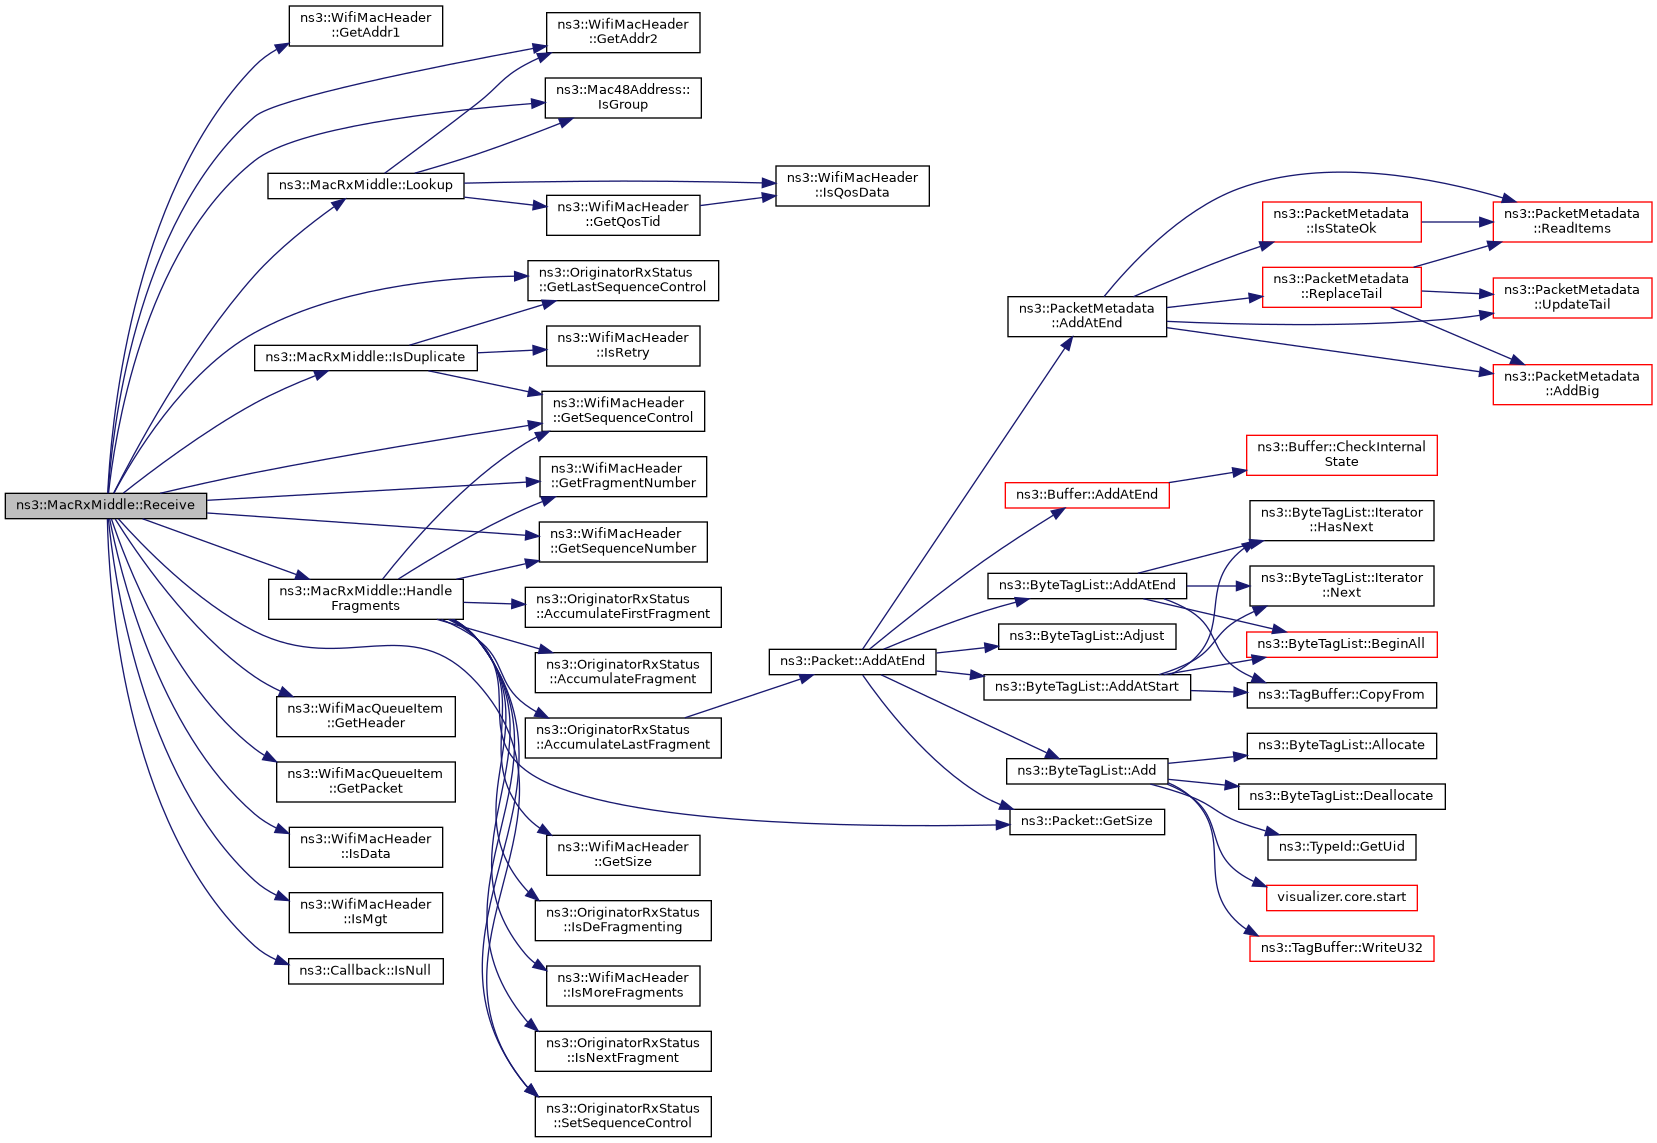 ns3::MacRxMiddle::Receive
ns3::WifiMacHeader
::GetAddr1
ns3::WifiMacHeader
::GetAddr2
ns3::Mac48Address::
IsGroup
ns3::MacRxMiddle::Lookup
ns3::WifiMacHeader
::IsQosData
ns3::WifiMacHeader
::GetQosTid
ns3::OriginatorRxStatus
::GetLastSequenceControl
ns3::MacRxMiddle::IsDuplicate
ns3::WifiMacHeader
::IsRetry
ns3::WifiMacHeader
::GetSequenceControl
ns3::WifiMacHeader
::GetFragmentNumber
ns3::WifiMacHeader
::GetSequenceNumber
ns3::MacRxMiddle::Handle
Fragments
ns3::OriginatorRxStatus
::AccumulateFirstFragment
ns3::OriginatorRxStatus
::AccumulateFragment
ns3::OriginatorRxStatus
::AccumulateLastFragment
ns3::WifiMacQueueItem
::GetHeader
ns3::WifiMacQueueItem
::GetPacket
ns3::WifiMacHeader
::IsData
ns3::WifiMacHeader
::IsMgt
ns3::Callback::IsNull
ns3::WifiMacHeader
::GetSize
ns3::OriginatorRxStatus
::IsDeFragmenting
ns3::WifiMacHeader
::IsMoreFragments
ns3::OriginatorRxStatus
::IsNextFragment
ns3::OriginatorRxStatus
::SetSequenceControl
ns3::Packet::AddAtEnd
ns3::PacketMetadata
::AddAtEnd
ns3::PacketMetadata
::IsStateOk
ns3::PacketMetadata
::ReplaceTail
ns3::PacketMetadata
::ReadItems
ns3::PacketMetadata
::UpdateTail
ns3::PacketMetadata
::AddBig
ns3::Buffer::AddAtEnd
ns3::Buffer::CheckInternal
State
ns3::ByteTagList::AddAtEnd
ns3::ByteTagList::Adjust
ns3::ByteTagList::AddAtStart
ns3::ByteTagList::Iterator
::HasNext
ns3::ByteTagList::Iterator
::Next
ns3::ByteTagList::BeginAll
ns3::TagBuffer::CopyFrom
ns3::ByteTagList::Add
ns3::Packet::GetSize
ns3::ByteTagList::Allocate
ns3::ByteTagList::Deallocate
ns3::TypeId::GetUid
visualizer.core.start
ns3::TagBuffer::WriteU32